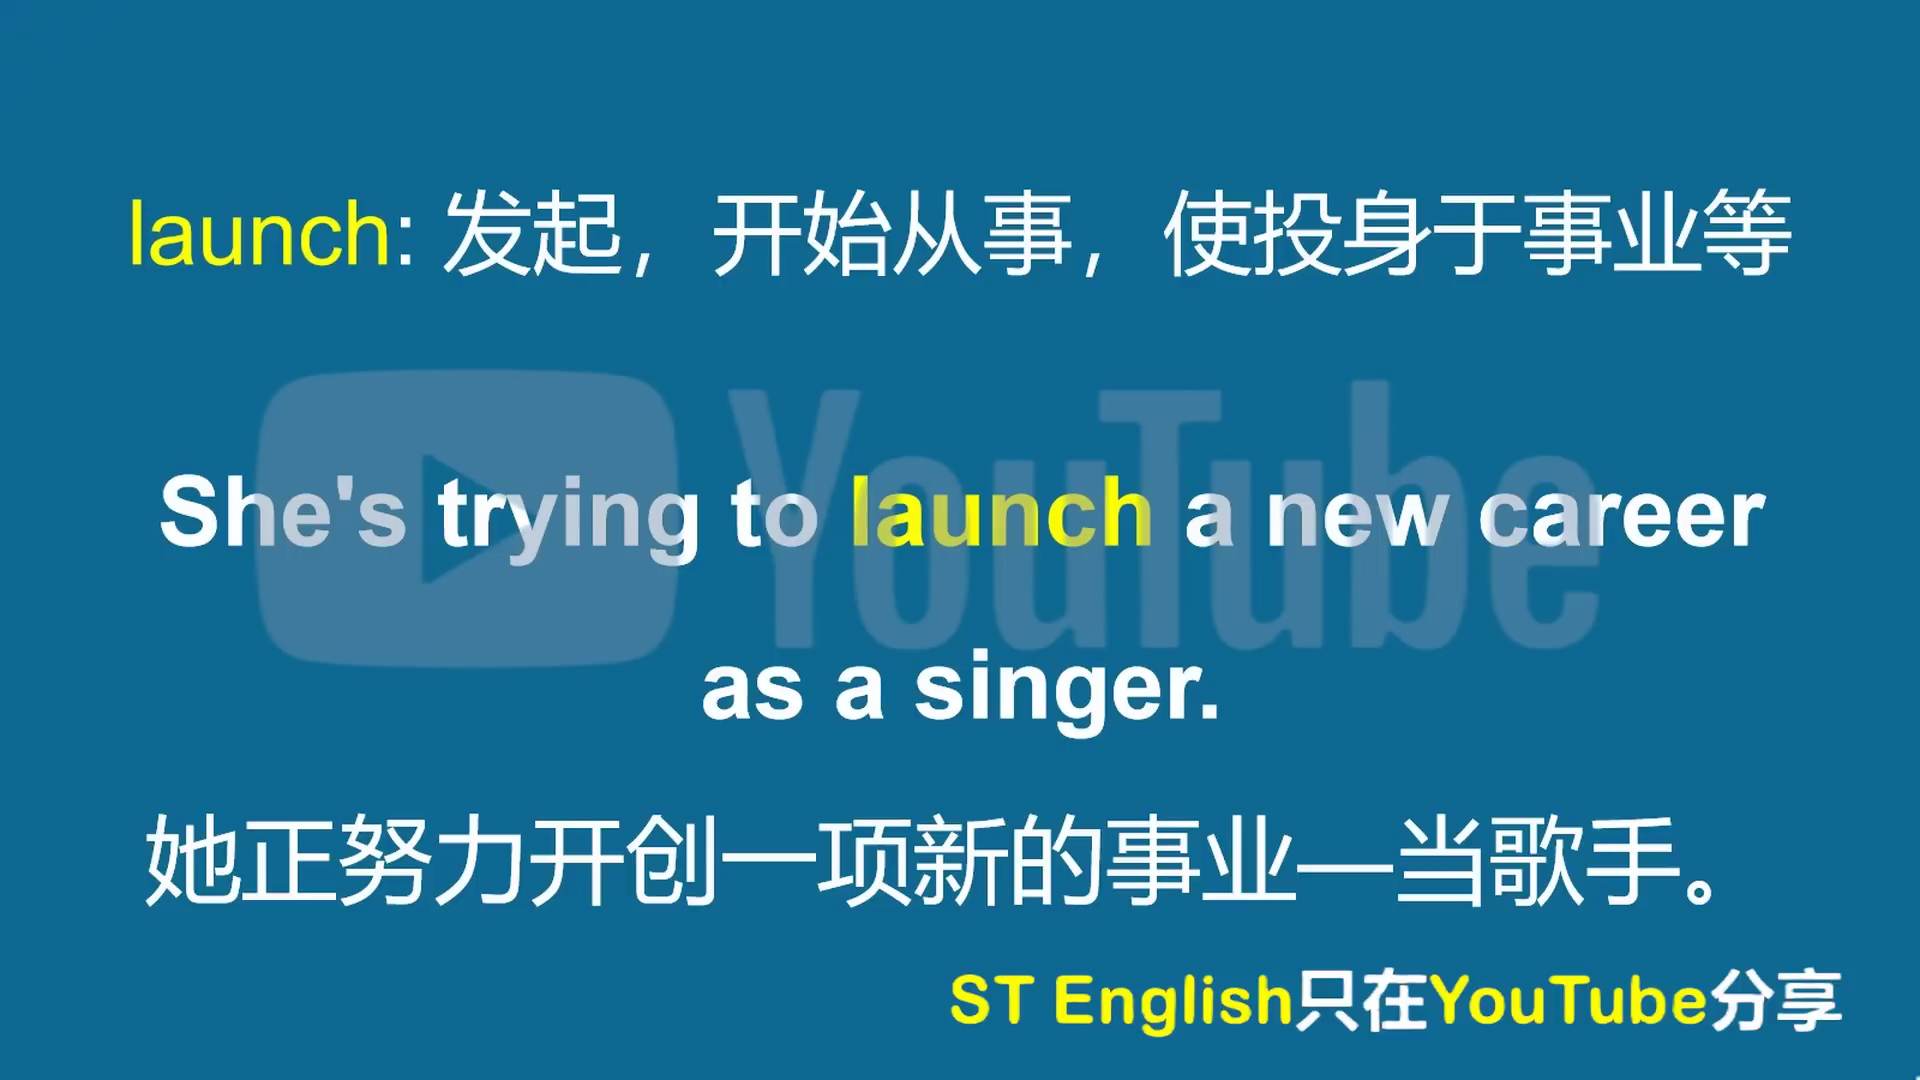 launch: 发起，开始从事，使投身于事业等
YouTube
She's trying to launch a new career
as a singer.
她正努力开创一项新的事业—当歌手。
ST English只在YouTube分享